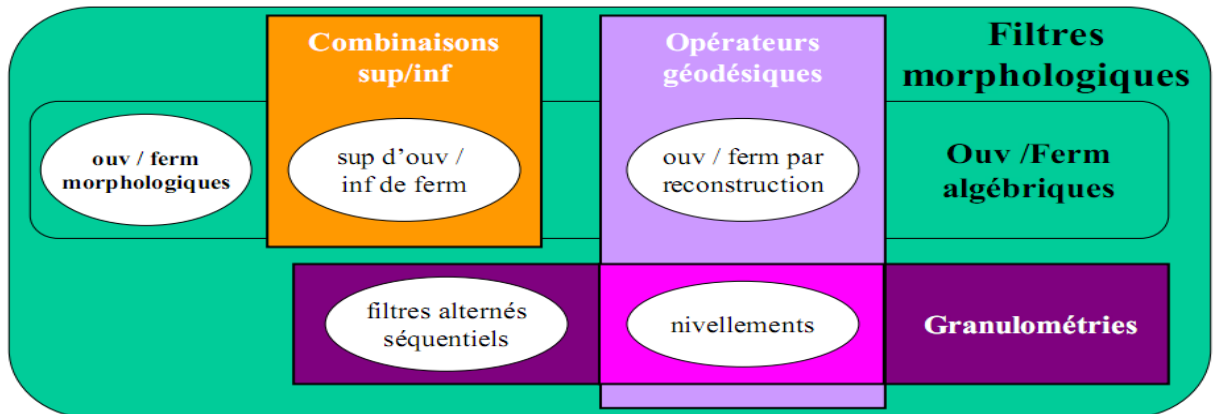 Combinaisons
sup/inf
Opérateurs
géodésiques
Filtres
morphologiques
ouv / ferm
morphologiques
sup d'ouv /
inf de ferm
ouv / ferm par
reconstruction
Ouv /Ferm
algébriques
filtres alternés
séquentiels
nivellements
Granulométries